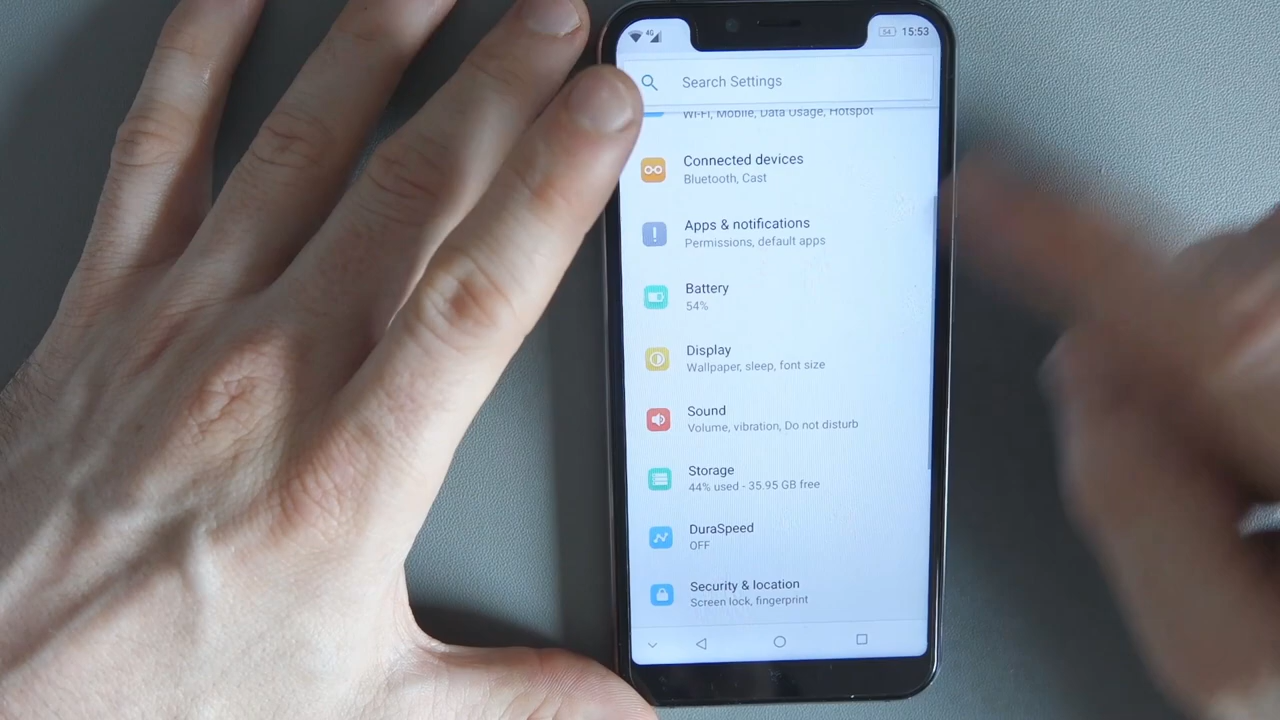 4G 54 15:53
Search Settings
Wi-Fi, Mobile, Data Usage, Hotspot
Connected devices
Bluetooth, Cast
Apps & notifications
Permissions, default apps
Battery
54%
Display
Wallpaper, sleep, font size
Sound
Volume, vibration, Do not disturb
Storage
44% used - 35.95 GB free
DuraSpeed
OFF
Security & location
Screen lock, fingerprint